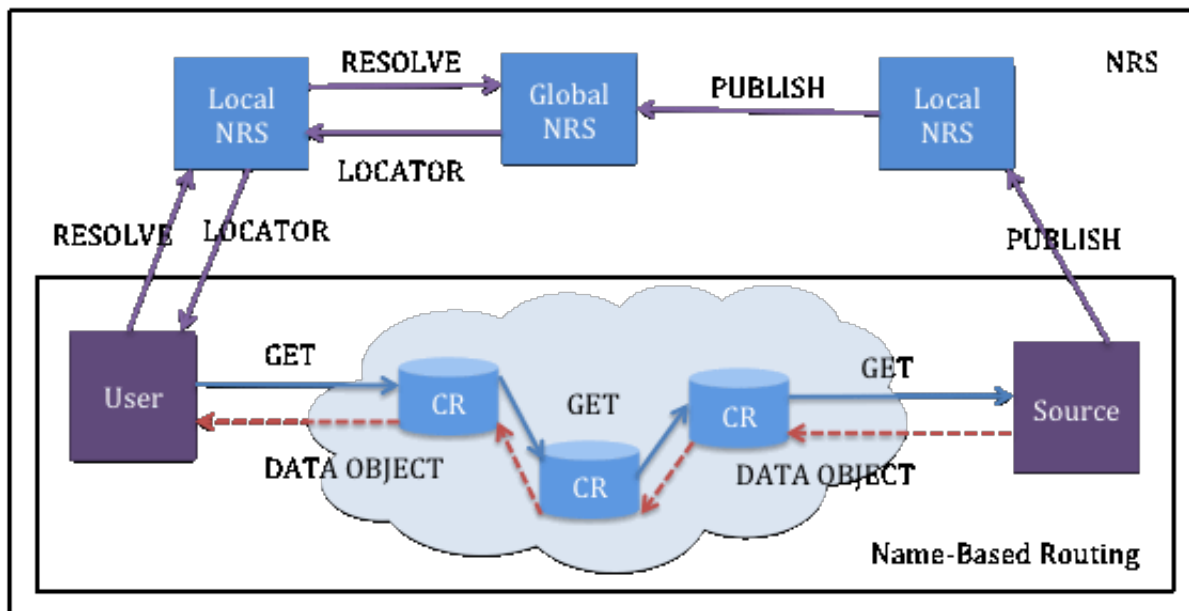 RESOLVE
NRS
Local
NRS
Global
NRS
PUBLISH
Local
NRS
LOCATOR
RESOLVE
LOCATOR
PUBLISH
GET
GET
User
CR
GET
CR
Source
DATA OBJECT
CR
DATA OBJECT
Name-Based Routing